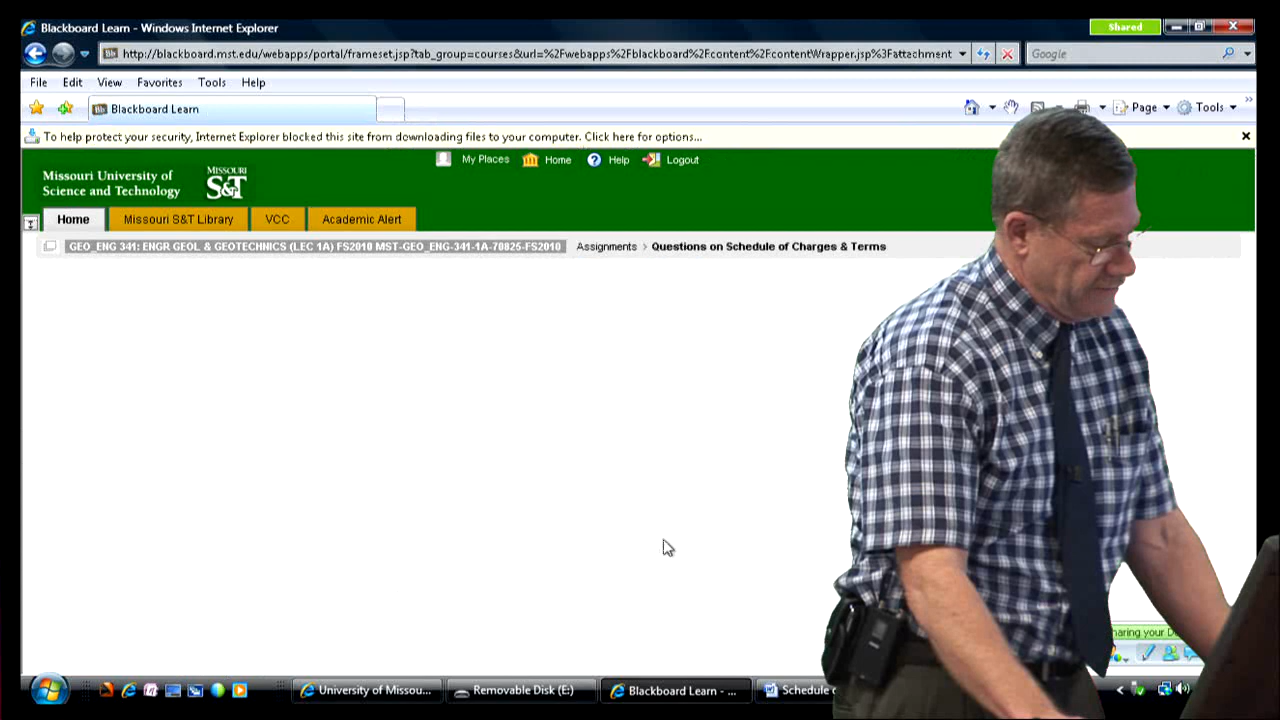 Blackboard Learn - Windows Internet Explorer
Shared
http://blackboard.mst.edu/webapps/portal/frameset.jsp?tab_group=courses&url=%2Fwebapps%2Fblackboard%2Fcontent%2FcontentWrapper.jsp%3Fattachment
Google
File Edit View Favorites Tools Help
Blackboard Learn
Page Tools
To help protect your security, Internet Explorer blocked this site from downloading files to your computer. Click here for options...
My Places Home Help Logout
Missouri University of
Science and Technology
MISSOURI
S&T
Home Missouri S&T Library VCC Academic Alert
GEO_ENG 341: ENGR GEOL & GEOTECHNICS (LEC 1A) FS2010 MST-GEO_ENG-341-1A-70825-FS2010 Assignments > Questions on Schedule of Charges & Terms
haring your De
University of Missou... Removable Disk (E:) Blackboard Learn - ... Schedule